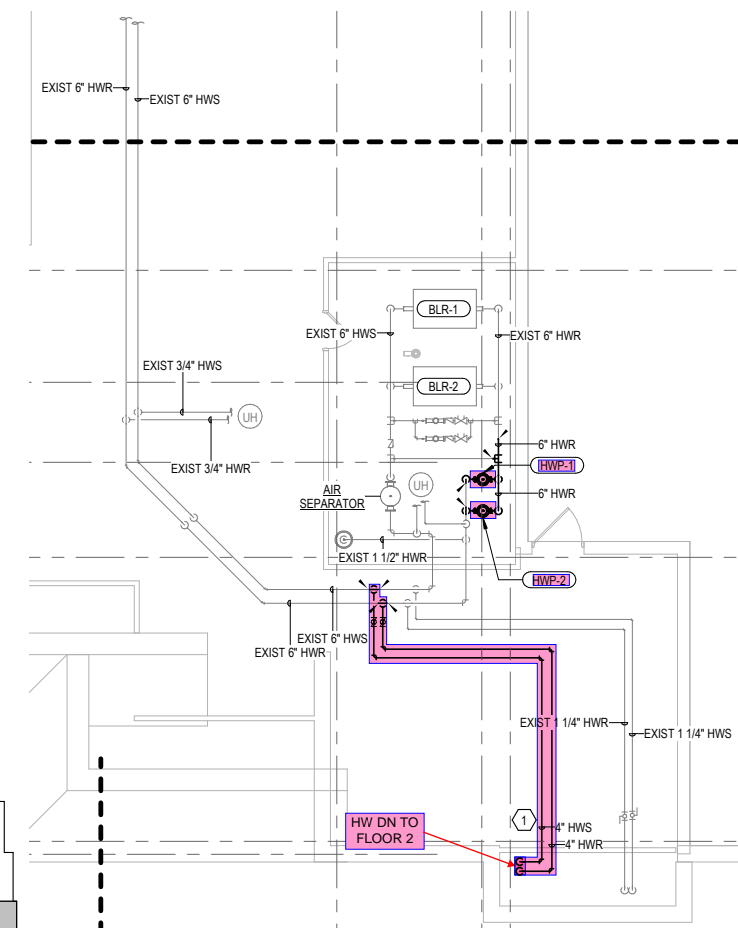 EXIST 6" HWR
EXIST 6" HWS
BLR-1
EXIST 6" HWS
EXIST 6" HWR
EXIST 3/4" HWS
BLR-2
UH
EXIST 3/4" HWR
6" HWR
HWP-1
AIR
SEPARATOR
UH
6" HWR
EXIST 1 1/2" HWR
HWP-2
EXIST 6" HWS
EXIST 6" HWR
EXIST 1 1/4" HWR
EXIST 1 1/4" HWS
HW DN TO
FLOOR 2
1
4" HWS
4" HWR